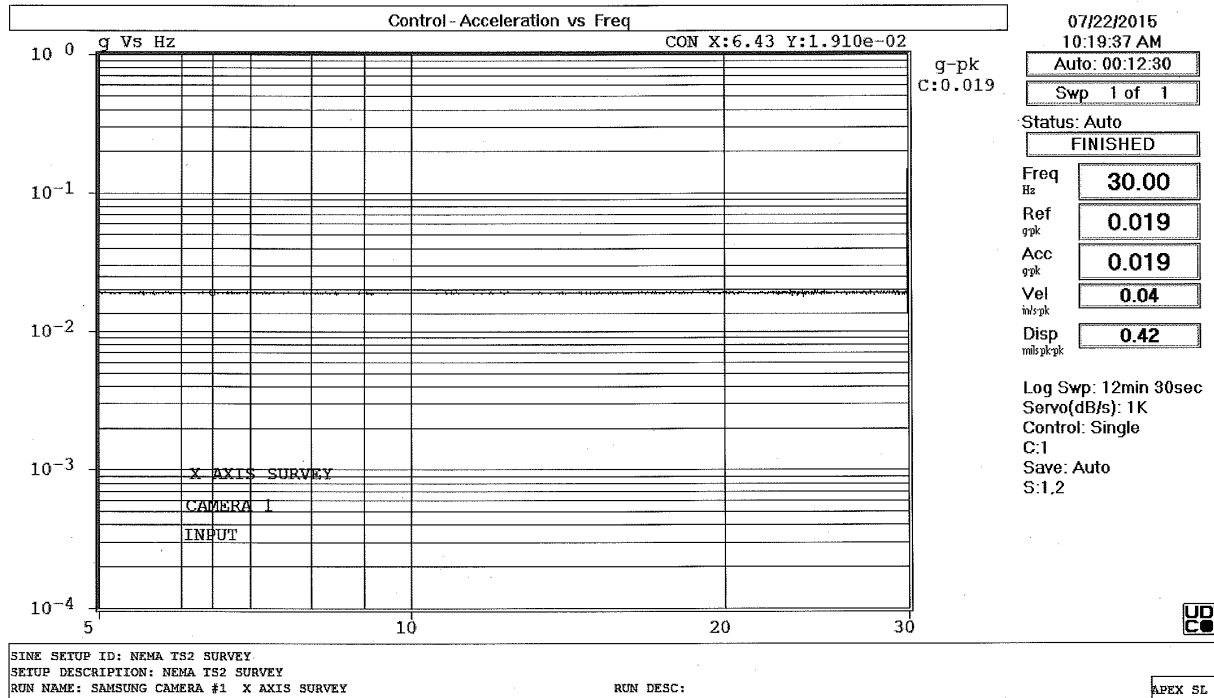 Control - Acceleration vs Freq
g Vs Hz
CON X:6.43 Y:1.910e-02
10 0
10-1
10-2
10-3
10-4
5
10
20
30
g-pk
C:0.019
X AXIS SURVEY
CAMERA 1
INPUT
07/22/2015
10:19:37 AM
Auto: 00:12:30
Swp 1 of 1
Status: Auto
FINISHED
Freq
Hz
30.00
Ref
g-pk
0.019
Acc
g-pk
0.019
Vel
in/s-pk
0.04
Disp
mils pk-pk
0.42
Log Swp: 12min 30sec
Servo(dB/s): 1K
Control: Single
C:1
Save: Auto
S:1,2
UD
CO
SINE SETUP ID: NEMA TS2 SURVEY
SETUP DESCRIPTION: NEMA TS2 SURVEY
RUN NAME: SAMSUNG CAMERA #1 X AXIS SURVEY
RUN DESC:
APEX SL